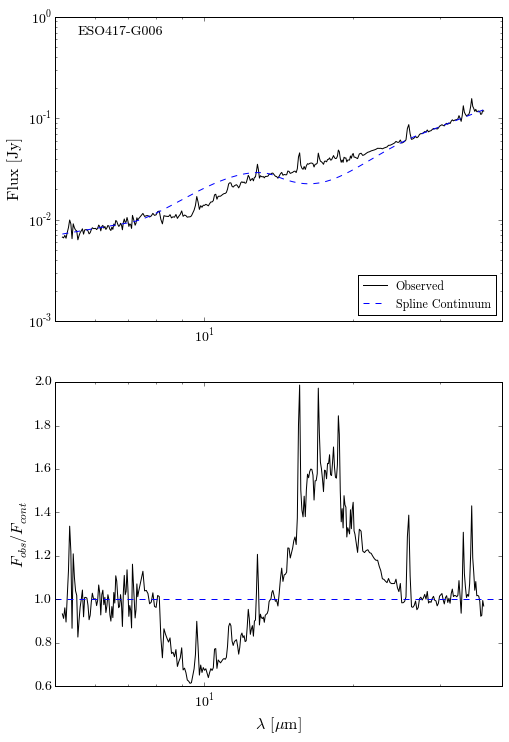 10^0
ESO417-G006
10^-1
Flux [Jy]
10^-2
Observed
Spline Continuum
10^-3
10^1
2.0
1.8
1.6
1.4
F_obs/F_cont
1.2
1.0
0.8
0.6
10^1
λ [μm]